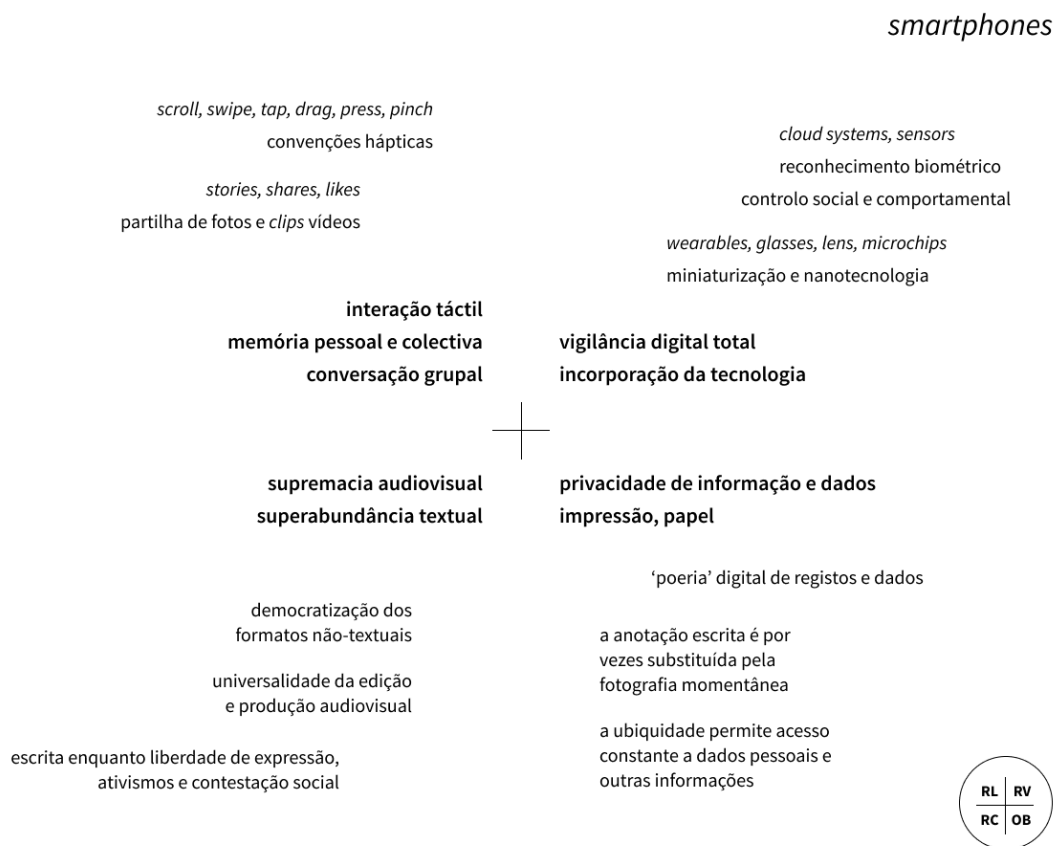 smartphones
scroll, swipe, tap, drag, press, pinch
convenções hápticas
stories, shares, likes
partilha de fotos e clips vídeos
interação táctil
memória pessoal e colectiva
conversação grupal
cloud systems, sensors
reconhecimento biométrico
controlo social e comportamental
wearables, glasses, lens, microchips
miniaturização e nanotecnologia
vigilância digital total
incorporação da tecnologia
supremacia audiovisual
superabundância textual
democratização dos
formatos não-textuais
universalidade da edição
e produção audiovisual
escrita enquanto liberdade de expressão,
ativismos e contestação social
privacidade de informação e dados
impressão, papel
‘poeria’ digital de registos e dados
a anotação escrita é por
vezes substituída pela
fotografia momentânea
a ubiquidade permite acesso
constante a dados pessoais e
outras informações
RL RV
RC OB